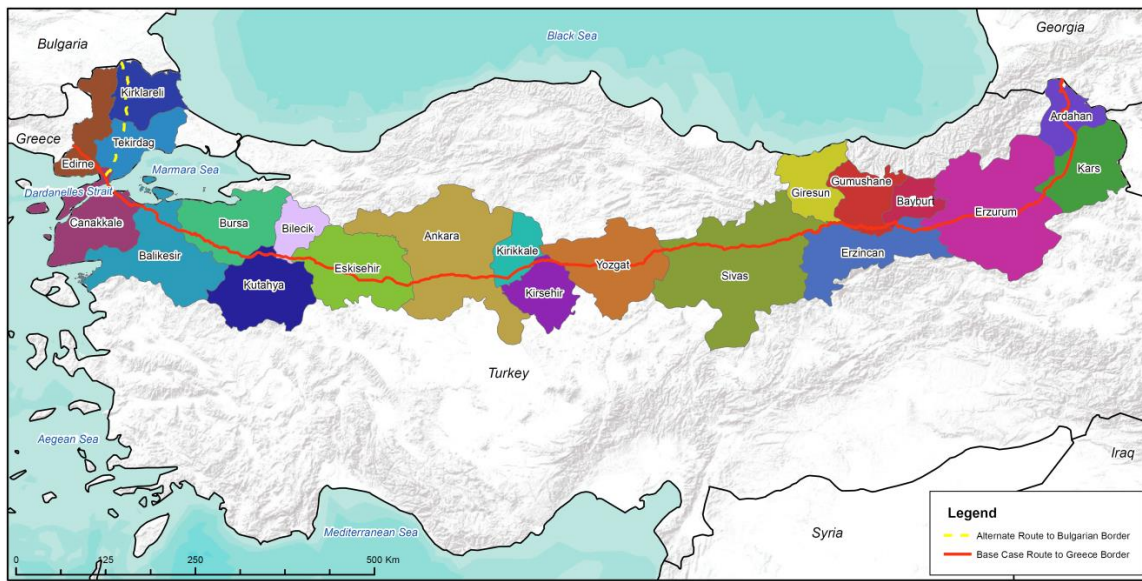 Georgia
Bulgaria
Black Sea
Kirklareli
Ardahan
Greece
Tekirdag
Edirne
Marmara Sea
Kars
Gumushane
Dardanelles Strait
Giresun
Bayburt
Erzurum
Canakkale
Bursa
Bilecik
Ankara
Kirikkale
Balikesir
Erzincan
Eskisehir
Yozgat
Sivas
Kutahya
Kirsehir
Turkey
Aegean Sea
Iraq
Legend
Mediterranean Sea
Syria
Alternate Route to Bulgarian Border
Base Case Route to Greece Border
0 125 250 500 Km